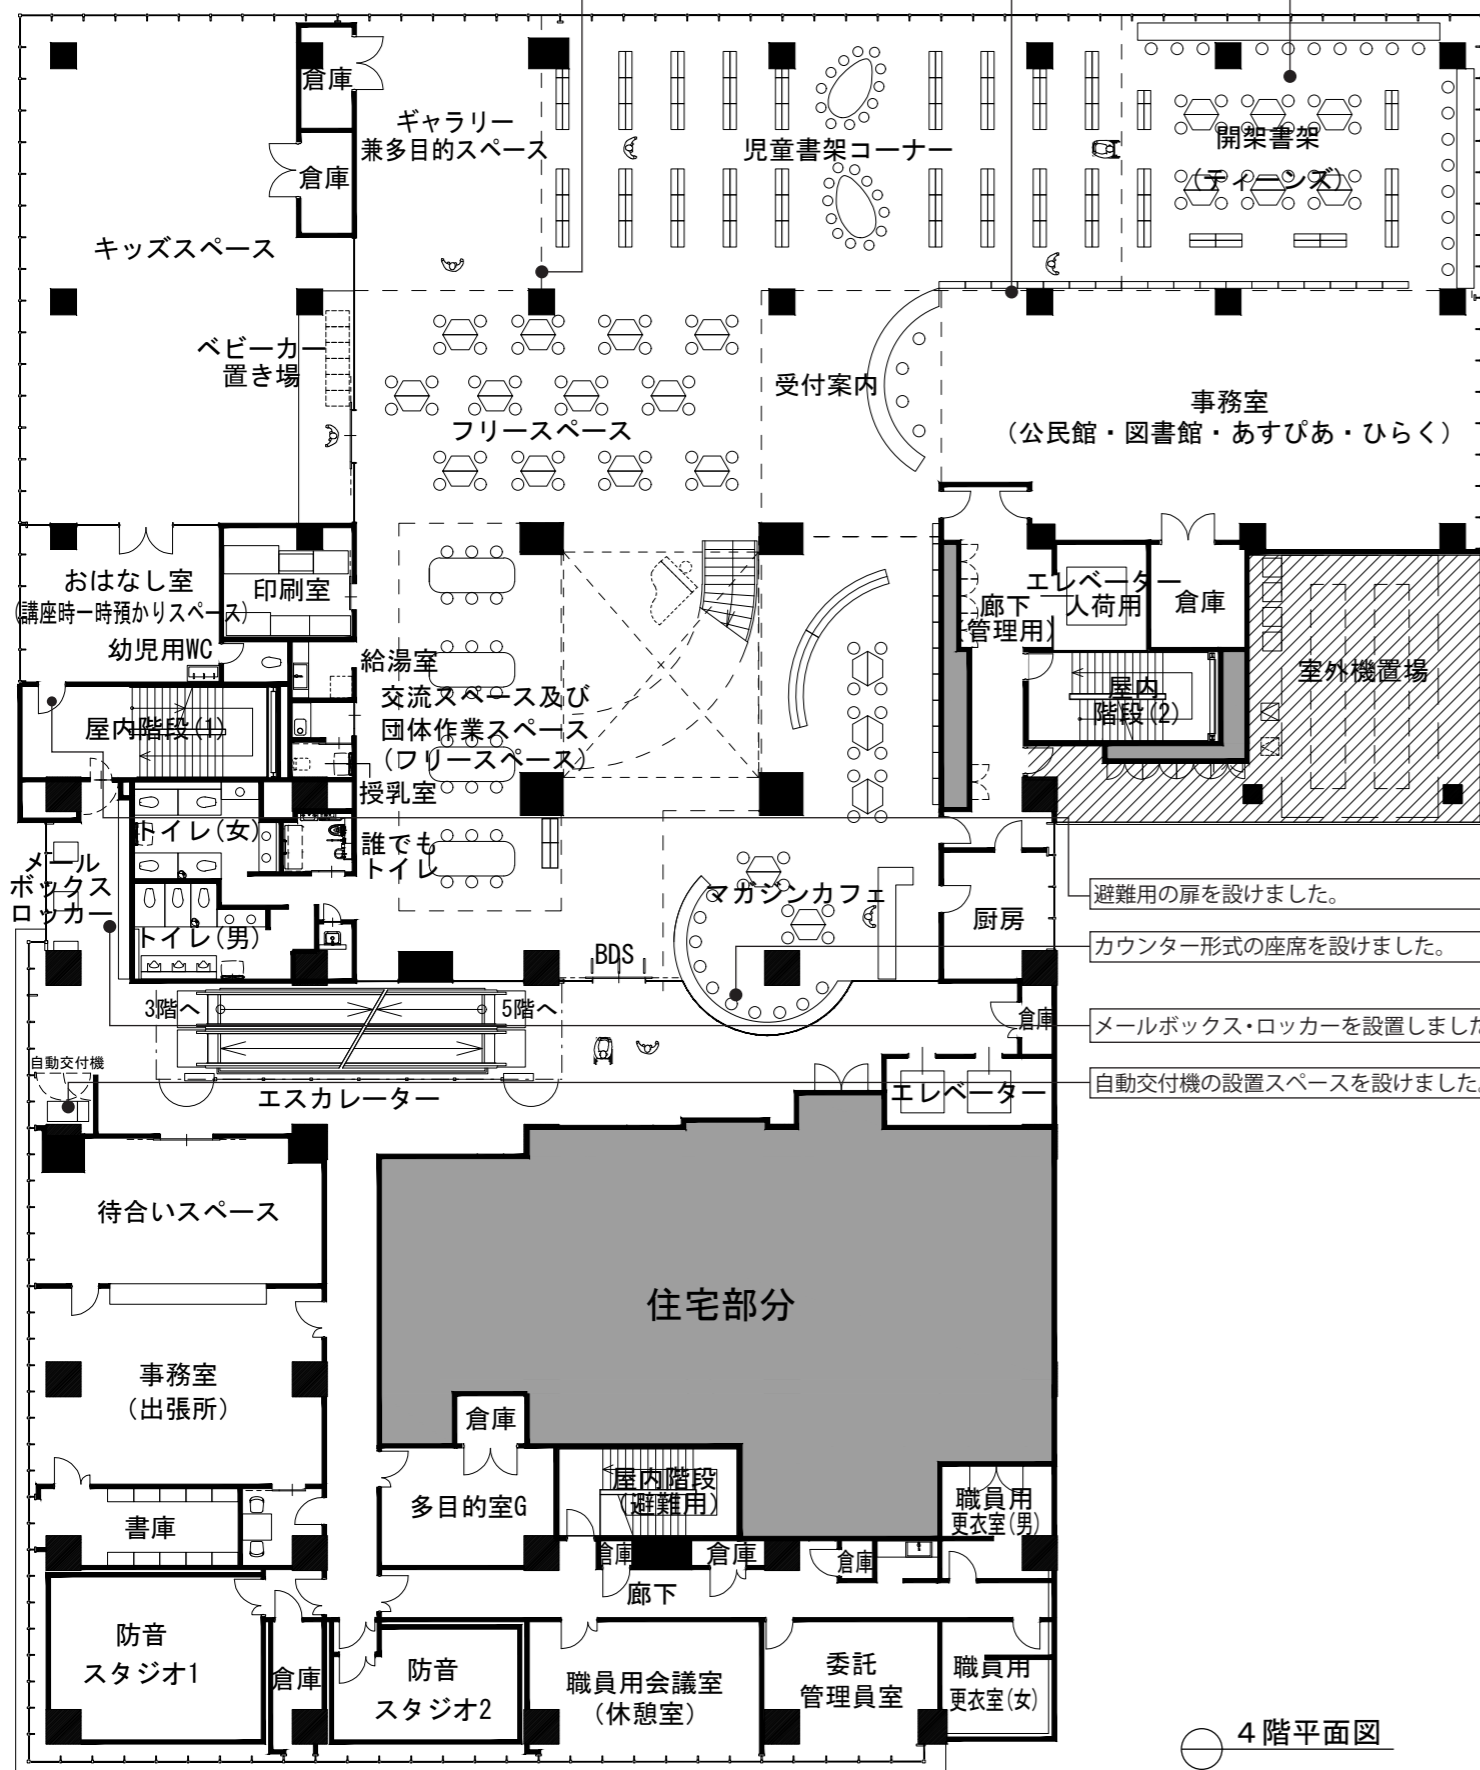 倉庫
ギャラリー
兼多目的スペース
児童書架コーナー
開架書架
(ティーンズ)
倉庫
キッズスペース
ベビーカー
置き場
受付案内
事務室
(公民館・図書館・あすぴあ・ひらく)
フリースペース
おはなし室
(講座時一時預かりスペース)
印刷室
幼児用WC
給湯室
エレベーター
人荷用
倉庫
廊下
(管理用)
室外機置場
屋内
階段(2)
屋内階段(1)
交流スペース及び
団体作業スペース
(フリースペース)
授乳室
トイレ(女)
誰でも
トイレ
メール
ボックス
ロッカー
トイレ(男)
マガジンカフェ
厨房
BDS
避難用の扉を設けました。
カウンター形式の座席を設けました。
メールボックス・ロッカーを設置しました
自動交付機の設置スペースを設けました。
3階へ
5階へ
倉庫
自動交付機
エスカレーター
エレベーター
待合いスペース
住宅部分
事務室
(出張所)
倉庫
多目的室G
屋内階段
(避難用)
職員用
更衣室(男)
書庫
倉庫
倉庫
倉庫
廊下
防音
スタジオ1
倉庫
防音
スタジオ2
職員用会議室
(休憩室)
委託
管理員室
職員用
更衣室(女)
4階平面図